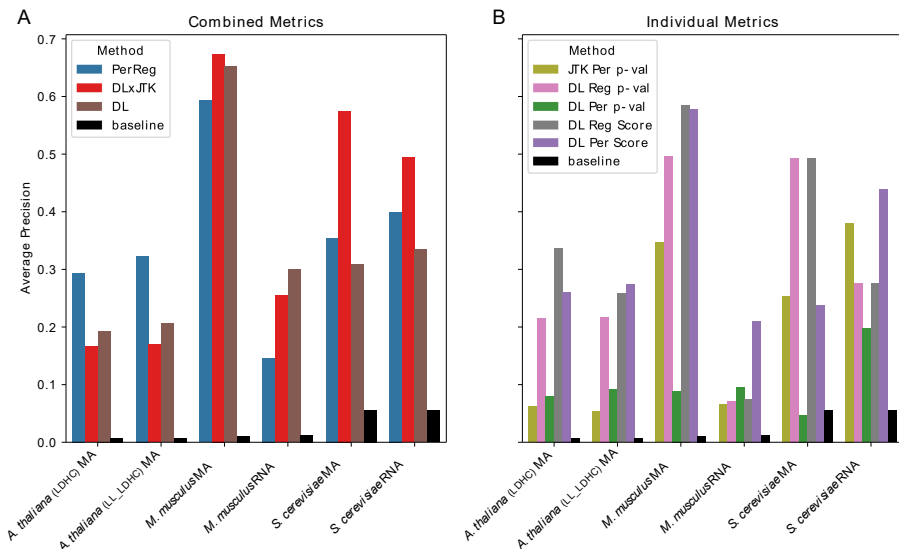 A
Combined Metrics
Average Precision
0.7
0.6
0.5
0.4
0.3
0.2
0.1
0.0
Method
PerReg
DLxJTK
DL
baseline
A. thaliana (LDHC) MA
A. thaliana (LL_LDHC) MA
M. musculus MA
M. musculus RNA
S. cerevisiae MA
S. cerevisiae RNA
B
Individual Metrics
Method
JTK Per p-val
DL Reg p-val
DL Per p-val
DL Reg Score
DL Per Score
baseline
A. thaliana (LDHC) MA
A. thaliana (LL_LDHC) MA
M. musculus MA
M. musculus RNA
S. cerevisiae MA
S. cerevisiae RNA